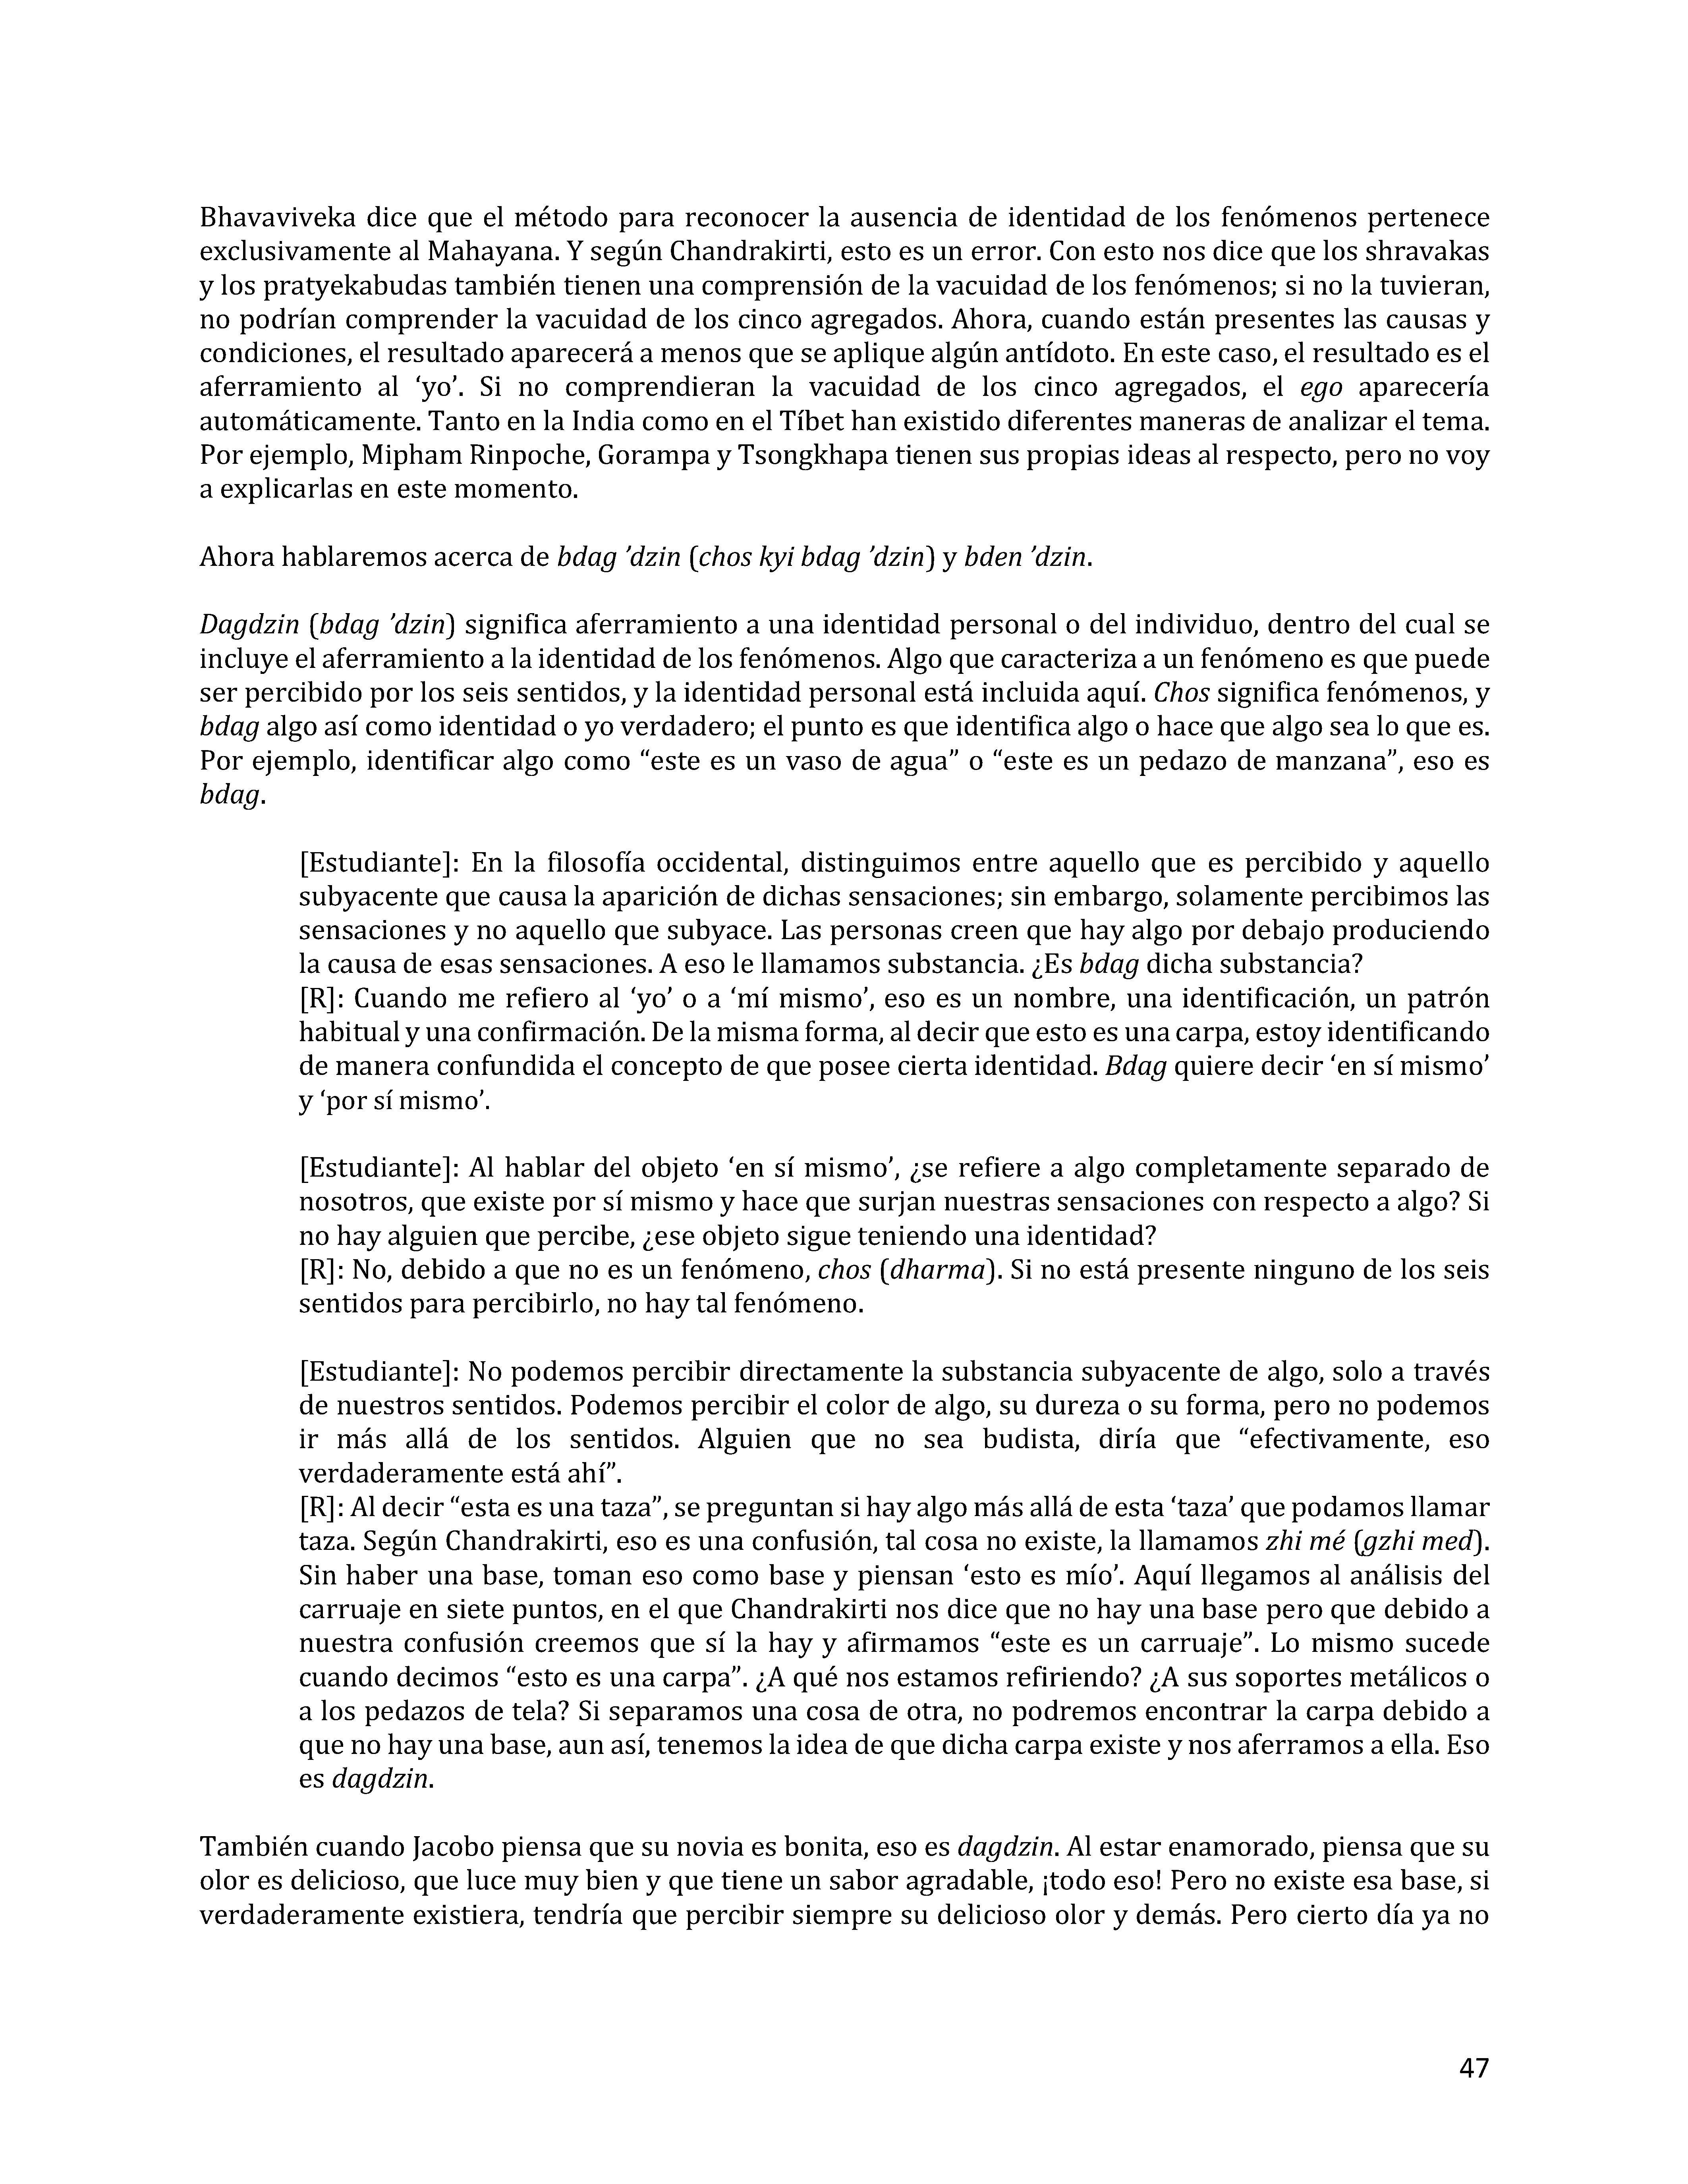 Bhavaviveka dice que el método para reconocer la ausencia de identidad de los fenómenos pertenece
exclusivamente al Mahayana. Y según Chandrakirti, esto es un error. Con esto nos dice que los shravakas
y los pratyekabudas también tienen una comprensión de la vacuidad de los fenómenos; si no la tuvieran,
no podrían comprender la vacuidad de los cinco agregados. Ahora, cuando están presentes las causas y
condiciones, el resultado aparecerá a menos que se aplique algún antídoto. En este caso, el resultado es el
aferramiento al ‘yo’. Si no comprendieran la vacuidad de los cinco agregados, el ego aparecería
automáticamente. Tanto en la India como en el Tíbet han existido diferentes maneras de analizar el tema.
Por ejemplo, Mipham Rinpoche, Gorampa y Tsongkhapa tienen sus propias ideas al respecto, pero no voy
a explicarlas en este momento.
Ahora hablaremos acerca de bdag ’dzin (chos kyi bdag ’dzin) y bden ’dzin.
Dagdzin (bdag ’dzin) significa aferramiento a una identidad personal o del individuo, dentro del cual se
incluye el aferramiento a la identidad de los fenómenos. Algo que caracteriza a un fenómeno es que puede
ser percibido por los seis sentidos, y la identidad personal está incluida aquí. Chos significa fenómenos, y
bdag algo así como identidad o yo verdadero; el punto es que identifica algo o hace que algo sea lo que es.
Por ejemplo, identificar algo como “este es un vaso de agua” o “este es un pedazo de manzana”, eso es
bdag.
[Estudiante]: En la filosofía occidental, distinguimos entre aquello que es percibido y aquello
subyacente que causa la aparición de dichas sensaciones; sin embargo, solamente percibimos las
sensaciones y no aquello que subyace. Las personas creen que hay algo por debajo produciendo
la causa de esas sensaciones. A eso le llamamos substancia. ¿Es bdag dicha substancia?
[R]: Cuando me refiero al ‘yo’ o a ‘mí mismo’, eso es un nombre, una identificación, un patrón
habitual y una confirmación. De la misma forma, al decir que esto es una carpa, estoy identificando
de manera confundida el concepto de que posee cierta identidad. Bdag quiere decir ‘en sí mismo’
y ‘por sí mismo’.
[Estudiante]: Al hablar del objeto ‘en sí mismo’, ¿se refiere a algo completamente separado de
nosotros, que existe por sí mismo y hace que surjan nuestras sensaciones con respecto a algo? Si
no hay alguien que percibe, ¿ese objeto sigue teniendo una identidad?
[R]: No, debido a que no es un fenómeno, chos (dharma). Si no está presente ninguno de los seis
sentidos para percibirlo, no hay tal fenómeno.
[Estudiante]: No podemos percibir directamente la substancia subyacente de algo, solo a través
de nuestros sentidos. Podemos percibir el color de algo, su dureza o su forma, pero no podemos
ir más allá de los sentidos. Alguien que no sea budista, diría que “efectivamente, eso
verdaderamente está ahí”.
[R]: Al decir “esta es una taza”, se preguntan si hay algo más allá de esta ‘taza’ que podamos llamar
taza. Según Chandrakirti, eso es una confusión, tal cosa no existe, la llamamos zhi mé (gzhi med).
Sin haber una base, toman eso como base y piensan ‘esto es mío’. Aquí llegamos al análisis del
carruaje en siete puntos, en el que Chandrakirti nos dice que no hay una base pero que debido a
nuestra confusión creemos que sí la hay y afirmamos “este es un carruaje”. Lo mismo sucede
cuando decimos “esto es una carpa”. ¿A qué nos estamos refiriendo? ¿A sus soportes metálicos o
a los pedazos de tela? Si separamos una cosa de otra, no podremos encontrar la carpa debido a
que no hay una base, aun así, tenemos la idea de que dicha carpa existe y nos aferramos a ella. Eso
es dagdzin.
También cuando Jacobo piensa que su novia es bonita, eso es dagdzin. Al estar enamorado, piensa que su
olor es delicioso, que luce muy bien y que tiene un sabor agradable, ¡todo eso! Pero no existe esa base, si
verdaderamente existiera, tendría que percibir siempre su delicioso olor y demás. Pero cierto día ya no
47